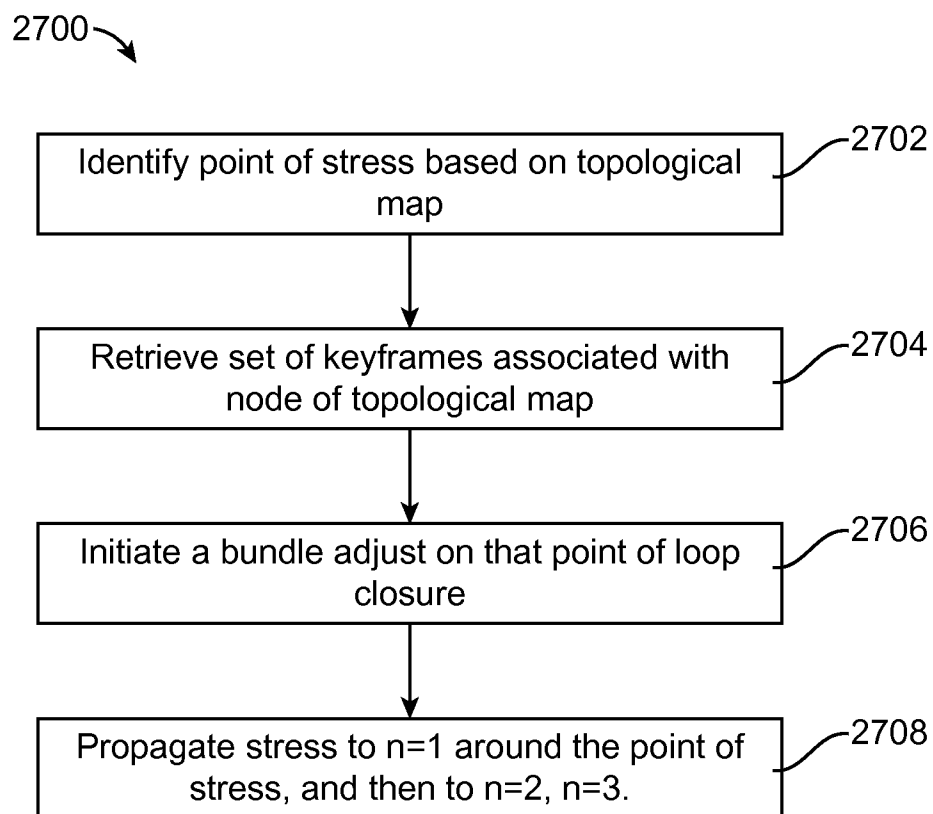 2700
Identify point of stress based on topological
map
2702
Retrieve set of keyframes associated with
node of topological map
2704
Initiate a bundle adjust on that point of loop
closure
2706
Propagate stress to n=1 around the point of
stress, and then to n=2, n=3.
2708